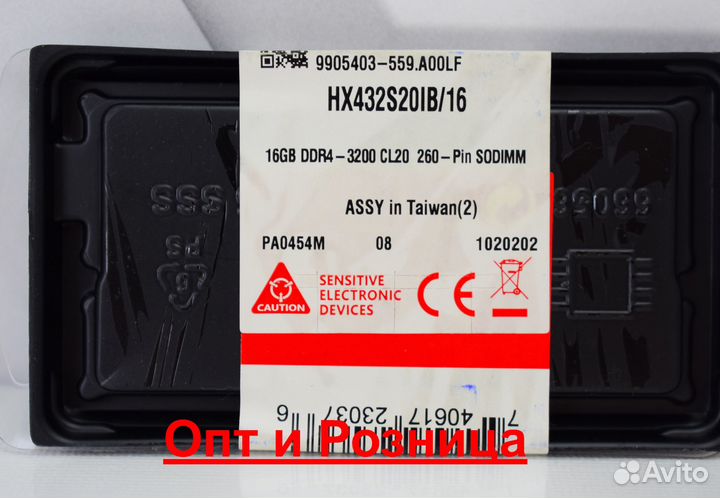 9905403-559.A00LF
HX432S20IB/16
16GB DDR4-3200 CL20 260-Pin SODIMM
ASSY in Taiwan(2)
PA0454M 08 1020202
CAUTION
SENSITIVE
ELECTRONIC
DEVICES
CE
7 40617 23037 6
Опт и Розница
Avito